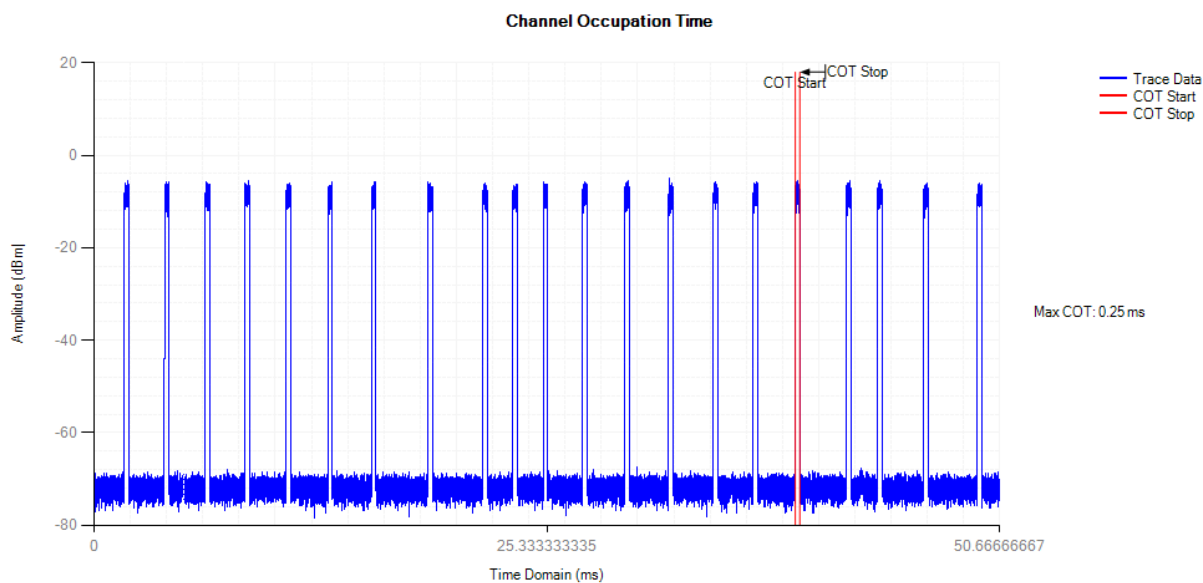 Channel Occupation Time
20
0
-20
-40
-60
-80
Amplitude (dBm|
COT Start
COT Stop
Trace Data
COT Start
COT Stop
Max COT: 0.25 ms
0
25.333333335
50.66666667
Time Domain (ms)